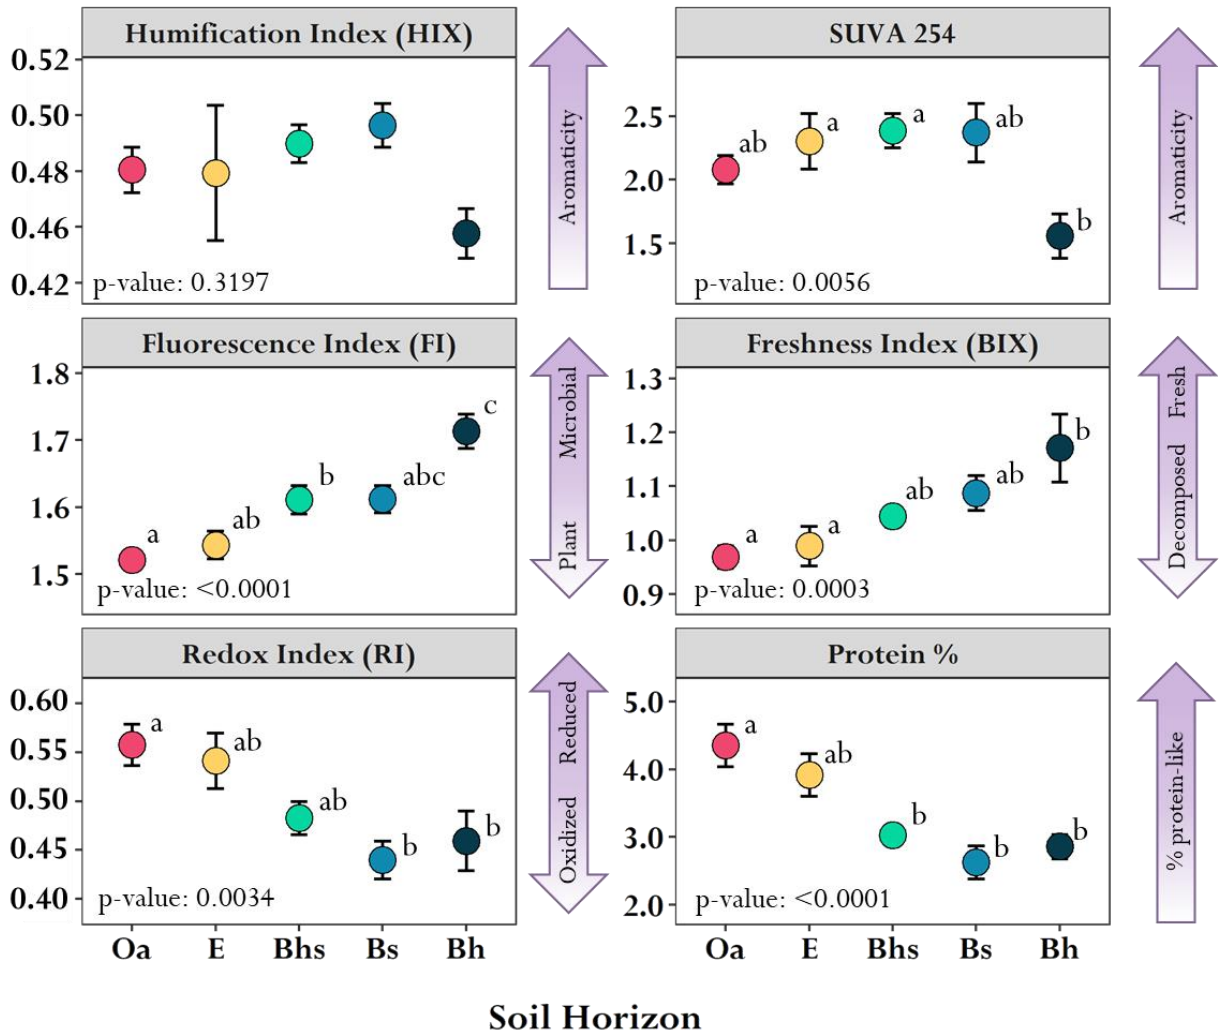 Humification Index (HIX)
0.52
0.50
0.48
0.46
0.42
p-value: 0.3197
Aromaticity
SUVA 254
2.5
2.0
1.5
ab
a
a
ab
b
p-value: 0.0056
Aromaticity
Fluorescence Index (FI)
1.8
1.7
1.6
1.5
a
ab
b
abc
c
p-value: <0.0001
Plant Microbial
Freshness Index (BIX)
1.3
1.2
1.1
1.0
0.9
a
a
ab
ab
b
p-value: 0.0003
Decomposed Fresh
Redox Index (RI)
0.60
0.55
0.50
0.45
0.40
a
ab
ab
b
b
p-value: 0.0034
Oxidized Reduced
Protein %
5.0
4.0
3.0
2.0
a
ab
b
b
b
p-value: <0.0001
% protein-like
Oa E Bhs Bs Bh
Oa E Bhs Bs Bh
Soil Horizon